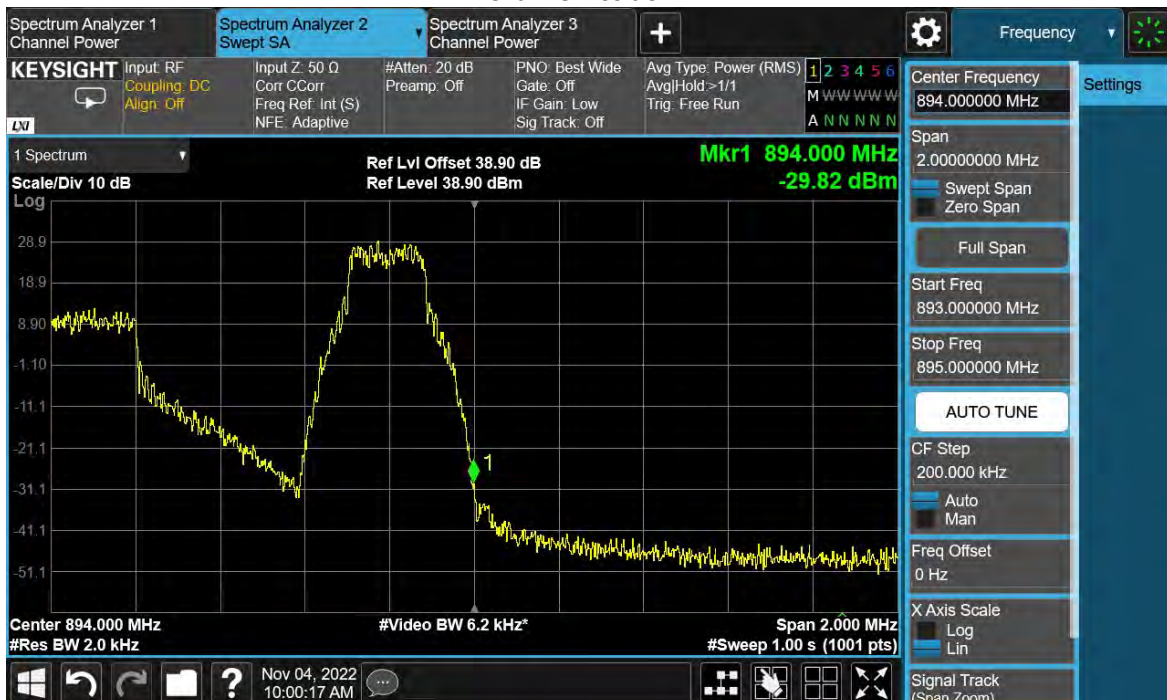 Spectrum Analyzer 1
Channel Power
Spectrum Analyzer 2
Swept SA
Spectrum Analyzer 3
Channel Power
+
Frequency
KEYSIGHT
LXI
Input: RF
Coupling: DC
Align: Off
Input Z: 50 Ω
Corr CCorr
Freq Ref: Int (S)
NFE: Adaptive
#Atten: 20 dB
Preamp: Off
PNO: Best Wide
Gate: Off
IF Gain: Low
Sig Track: Off
Avg Type: Power (RMS)
Avg|Hold:>1/1
Trig: Free Run
1 2 3 4 5 6
M W W W W W
A N N N N N
1 Spectrum
Scale/Div 10 dB
Log
Ref Lvl Offset 38.90 dB
Ref Level 38.90 dBm
Mkr1 894.000 MHz
-29.82 dBm
28.9
18.9
8.90
-1.10
-11.1
-21.1
-31.1
-41.1
-51.1
1
Center 894.000 MHz
#Res BW 2.0 kHz
#Video BW 6.2 kHz*
Span 2.000 MHz
#Sweep 1.00 s (1001 pts)
?
Nov 04, 2022
10:00:17 AM
Center Frequency
894.000000 MHz
Span
2.00000000 MHz
Swept Span
Zero Span
Full Span
Start Freq
893.000000 MHz
Stop Freq
895.000000 MHz
AUTO TUNE
CF Step
200.000 kHz
Auto
Man
Freq Offset
0 Hz
X Axis Scale
Log
Lin
Signal Track
(Span Zoom)
Settings